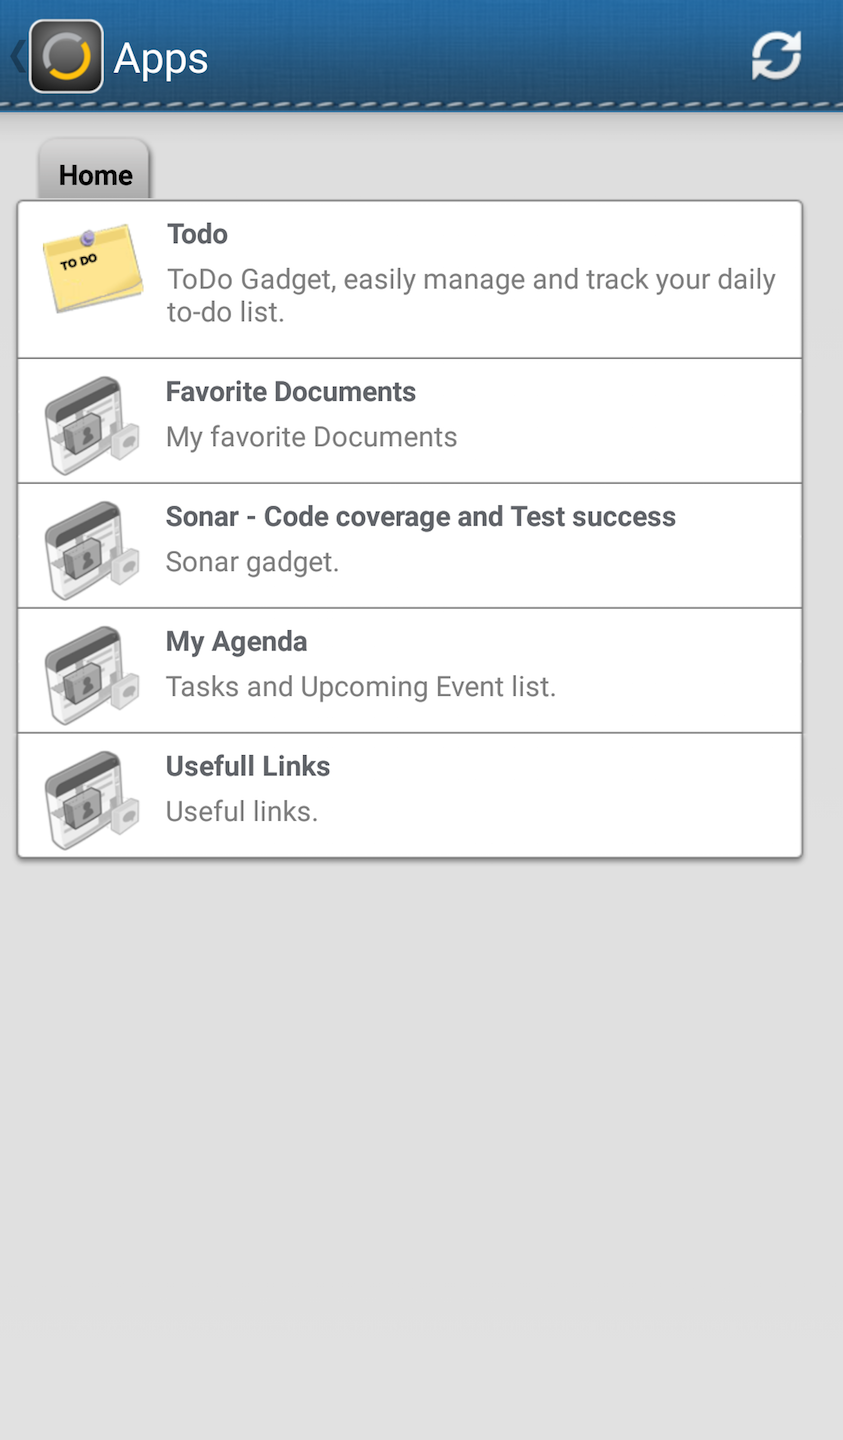 Apps
Home
TO DO
Todo
ToDo Gadget, easily manage and track your daily
to-do list.
Favorite Documents
My favorite Documents
Sonar - Code coverage and Test success
Sonar gadget.
My Agenda
Tasks and Upcoming Event list.
Usefull Links
Useful links.